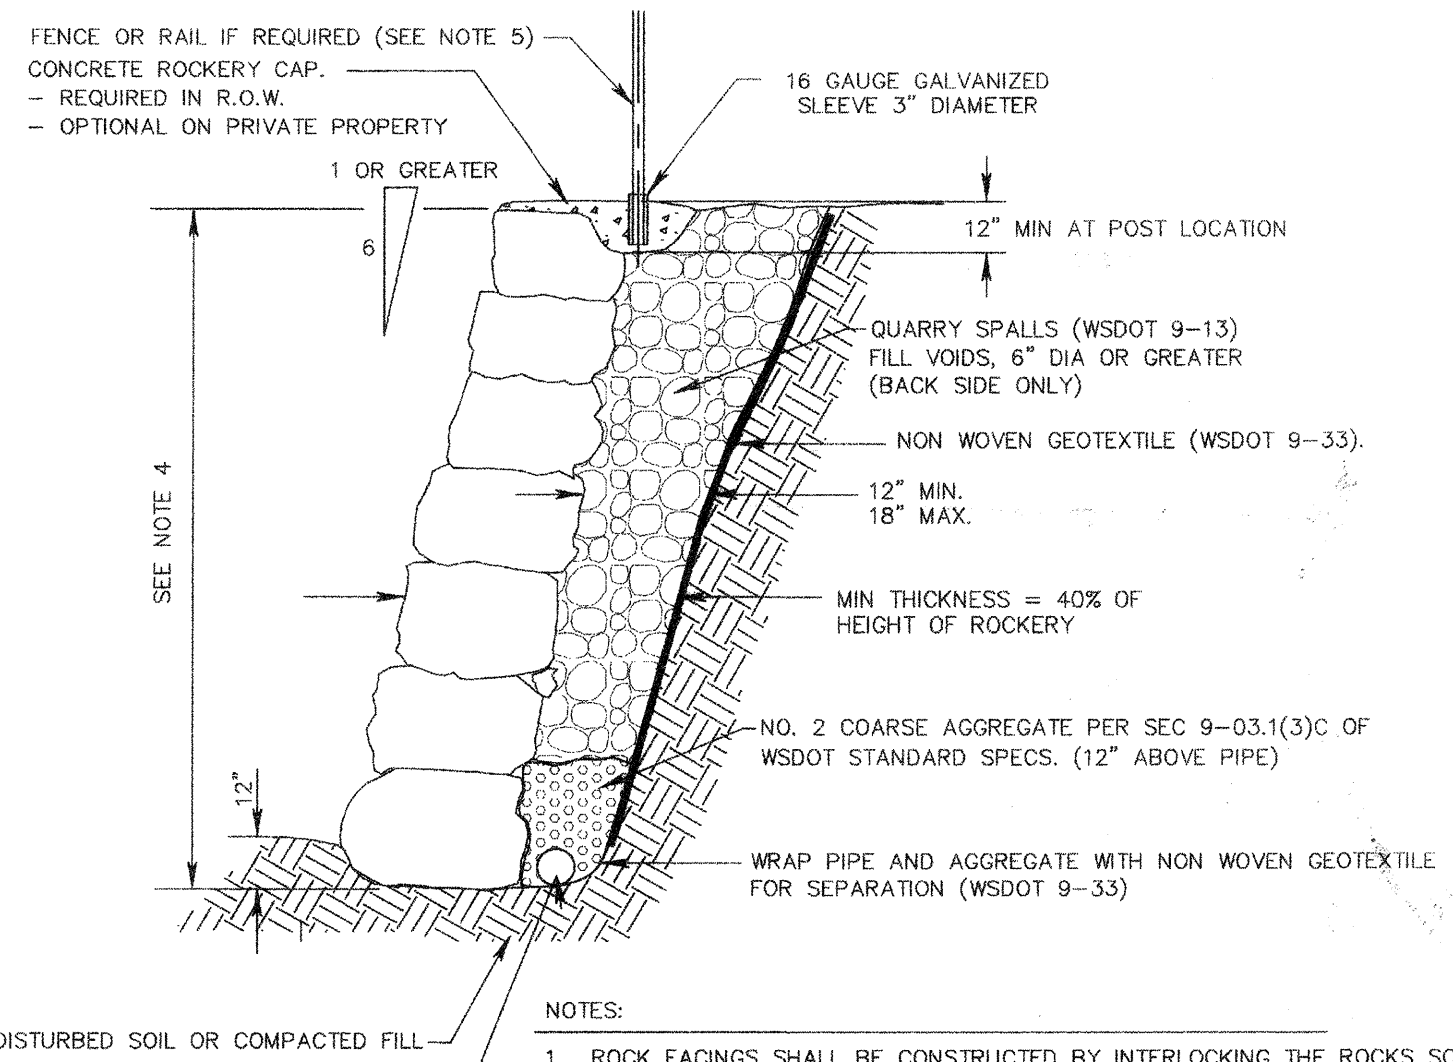 FENCE OR RAIL IF REQUIRED (SEE NOTE 5)
CONCRETE ROCKERY CAP.
– REQUIRED IN R.O.W.
– OPTIONAL ON PRIVATE PROPERTY
16 GAUGE GALVANIZED
SLEEVE 3" DIAMETER
1 OR GREATER
6
12" MIN AT POST LOCATION
QUARRY SPALLS (WSDOT 9–13)
FILL VOIDS, 6" DIA OR GREATER
(BACK SIDE ONLY)
NON WOVEN GEOTEXTILE (WSDOT 9–33).
12" MIN.
18" MAX.
SEE NOTE 4
MIN THICKNESS = 40% OF
HEIGHT OF ROCKERY
NO. 2 COARSE AGGREGATE PER SEC 9–03.1(3)C OF
WSDOT STANDARD SPECS. (12" ABOVE PIPE)
12"
WRAP PIPE AND AGGREGATE WITH NON WOVEN GEOTEXTILE
FOR SEPARATION (WSDOT 9–33)
NOTES:
DISTURBED SOIL OR COMPACTED FILL
1. ROCK FACINGS SHALL BE CONSTRUCTED BY INTERLOCKING THE ROCKS SO